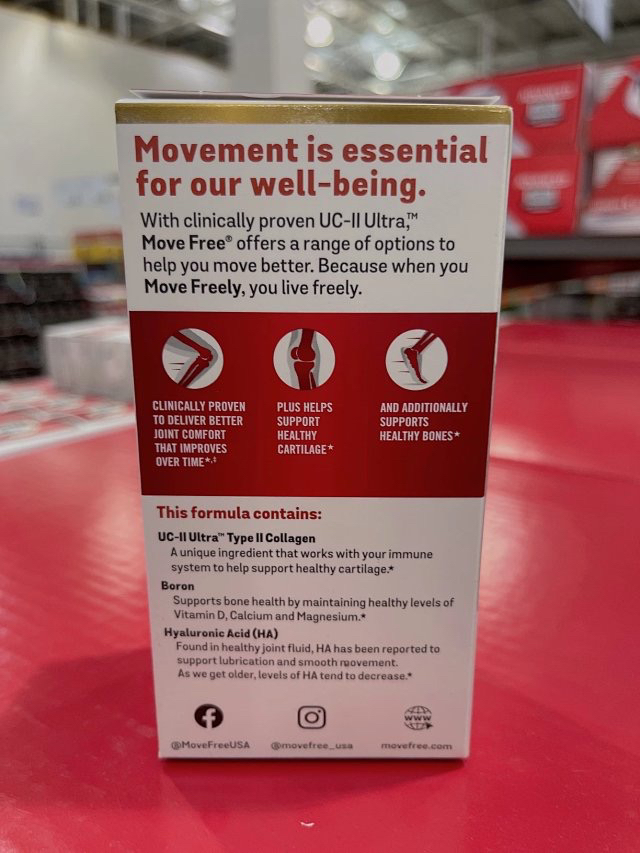 Movement is essential
for our well-being.
With clinically proven UC-II Ultra,™
Move Free® offers a range of options to
help you move better. Because when you
Move Freely, you live freely.
CLINICALLY PROVEN
TO DELIVER BETTER
JOINT COMFORT
THAT IMPROVES
OVER TIME*,‡
PLUS HELPS
SUPPORT
HEALTHY
CARTILAGE*
AND ADDITIONALLY
SUPPORTS
HEALTHY BONES*
This formula contains:
UC-II Ultra™ Type II Collagen
A unique ingredient that works with your immune
system to help support healthy cartilage.*
Boron
Supports bone health by maintaining healthy levels of
Vitamin D, Calcium and Magnesium.*
Hyaluronic Acid (HA)
Found in healthy joint fluid, HA has been reported to
support lubrication and smooth movement.
As we get older, levels of HA tend to decrease.*
www
@MoveFreeUSA
@movefree_usa
movefree.com